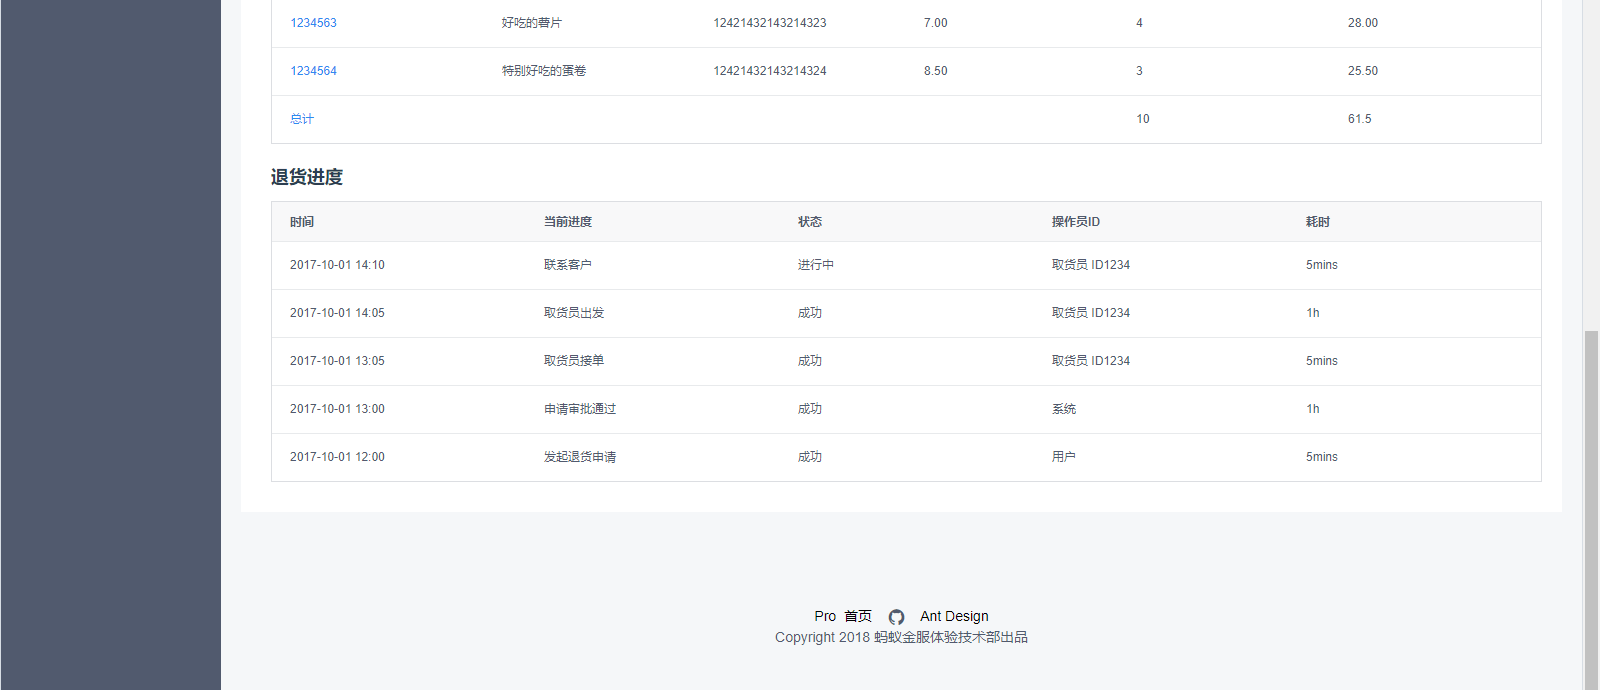 1234563 好吃的薯片 12421432143214323 7.00 4 28.00
1234564 特别好吃的蛋卷 12421432143214324 8.50 3 25.50
总计 10 61.5
退货进度
时间 当前进度 状态 操作员ID 耗时
2017-10-01 14:10 联系客户 进行中 取货员 ID1234 5mins
2017-10-01 14:05 取货员出发 成功 取货员 ID1234 1h
2017-10-01 13:05 取货员接单 成功 取货员 ID1234 5mins
2017-10-01 13:00 申请审批通过 成功 系统 1h
2017-10-01 12:00 发起退货申请 成功 用户 5mins
Pro 首页 Ant Design
Copyright 2018 蚂蚁金服体验技术部出品